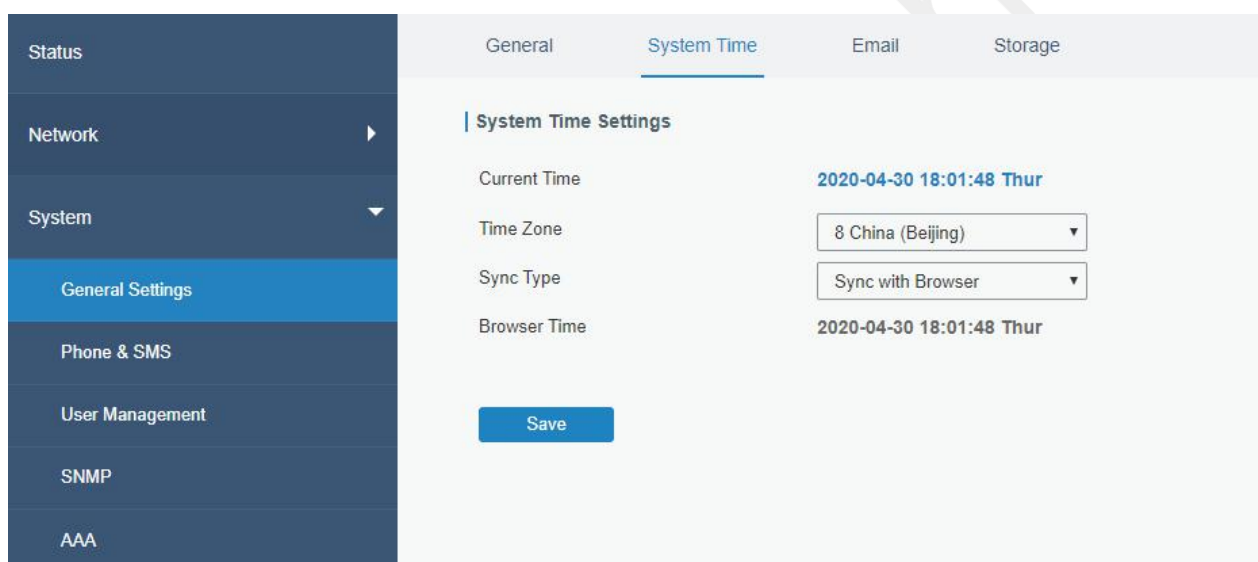 Status
Network
System
General Settings
Phone & SMS
User Management
SNMP
AAA
General System Time Email Storage
System Time Settings
Current Time 2020-04-30 18:01:48 Thur
Time Zone 8 China (Beijing)
Sync Type Sync with Browser
Browser Time 2020-04-30 18:01:48 Thur
Save